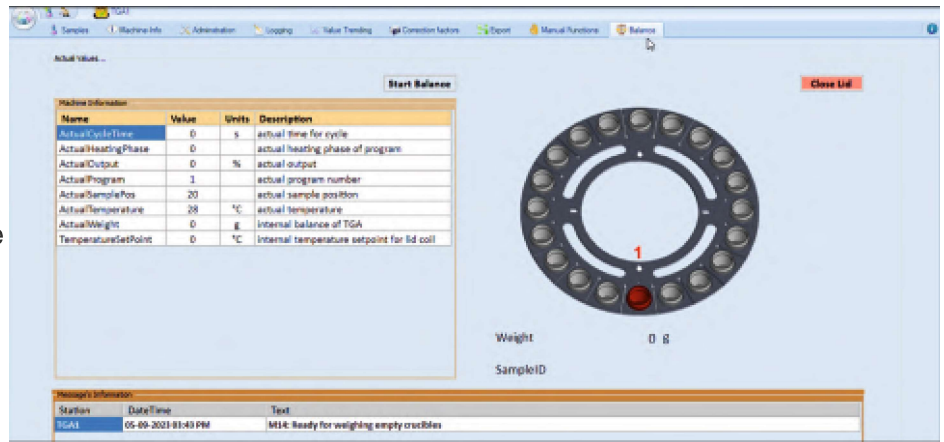 TGA1
Samples Machine Info Administration Logging Value Trending Correction factors Export Manual Functions Balance
Actual Values...
Start Balance
Close Lid
Machine Information
Name Value Units Description
ActualCycleTime 0 s actual time for cycle
ActualHeatingPhase 0 actual heating phase of program
ActualOutput 0 % actual output
ActualProgram 1 actual program number
ActualSamplePos 20 actual sample position
ActualTemperature 28 °C actual temperature
ActualWeight 0 g internal balance of TGA
TemperatureSetPoint 0 °C internal temperature setpoint for lid coil
1
Weight 0 g
SampleID
Message's Information
Station DateTime Text
TGA1 05-09-2023 03:43 PM M14: Ready for weighing empty crucibles
e